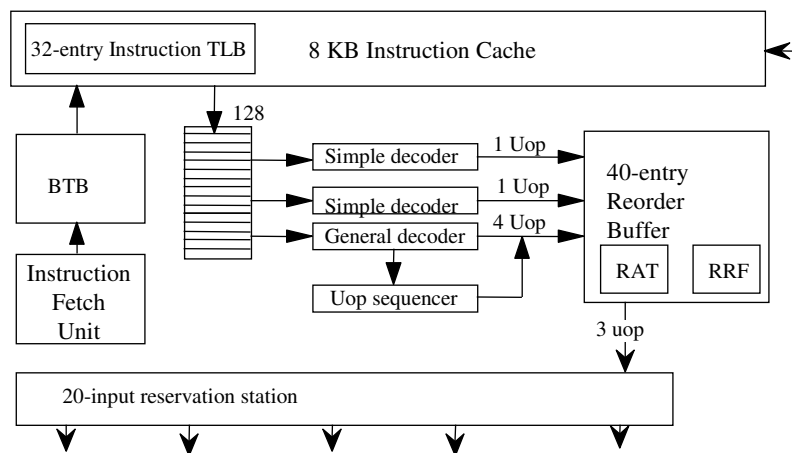 32-entry Instruction TLB
8 KB Instruction Cache
128
BTB
Instruction
Fetch
Unit
Simple decoder
1 Uop
Simple decoder
1 Uop
General decoder
4 Uop
Uop sequencer
40-entry
Reorder
Buffer
RAT
RRF
3 uop
20-input reservation station